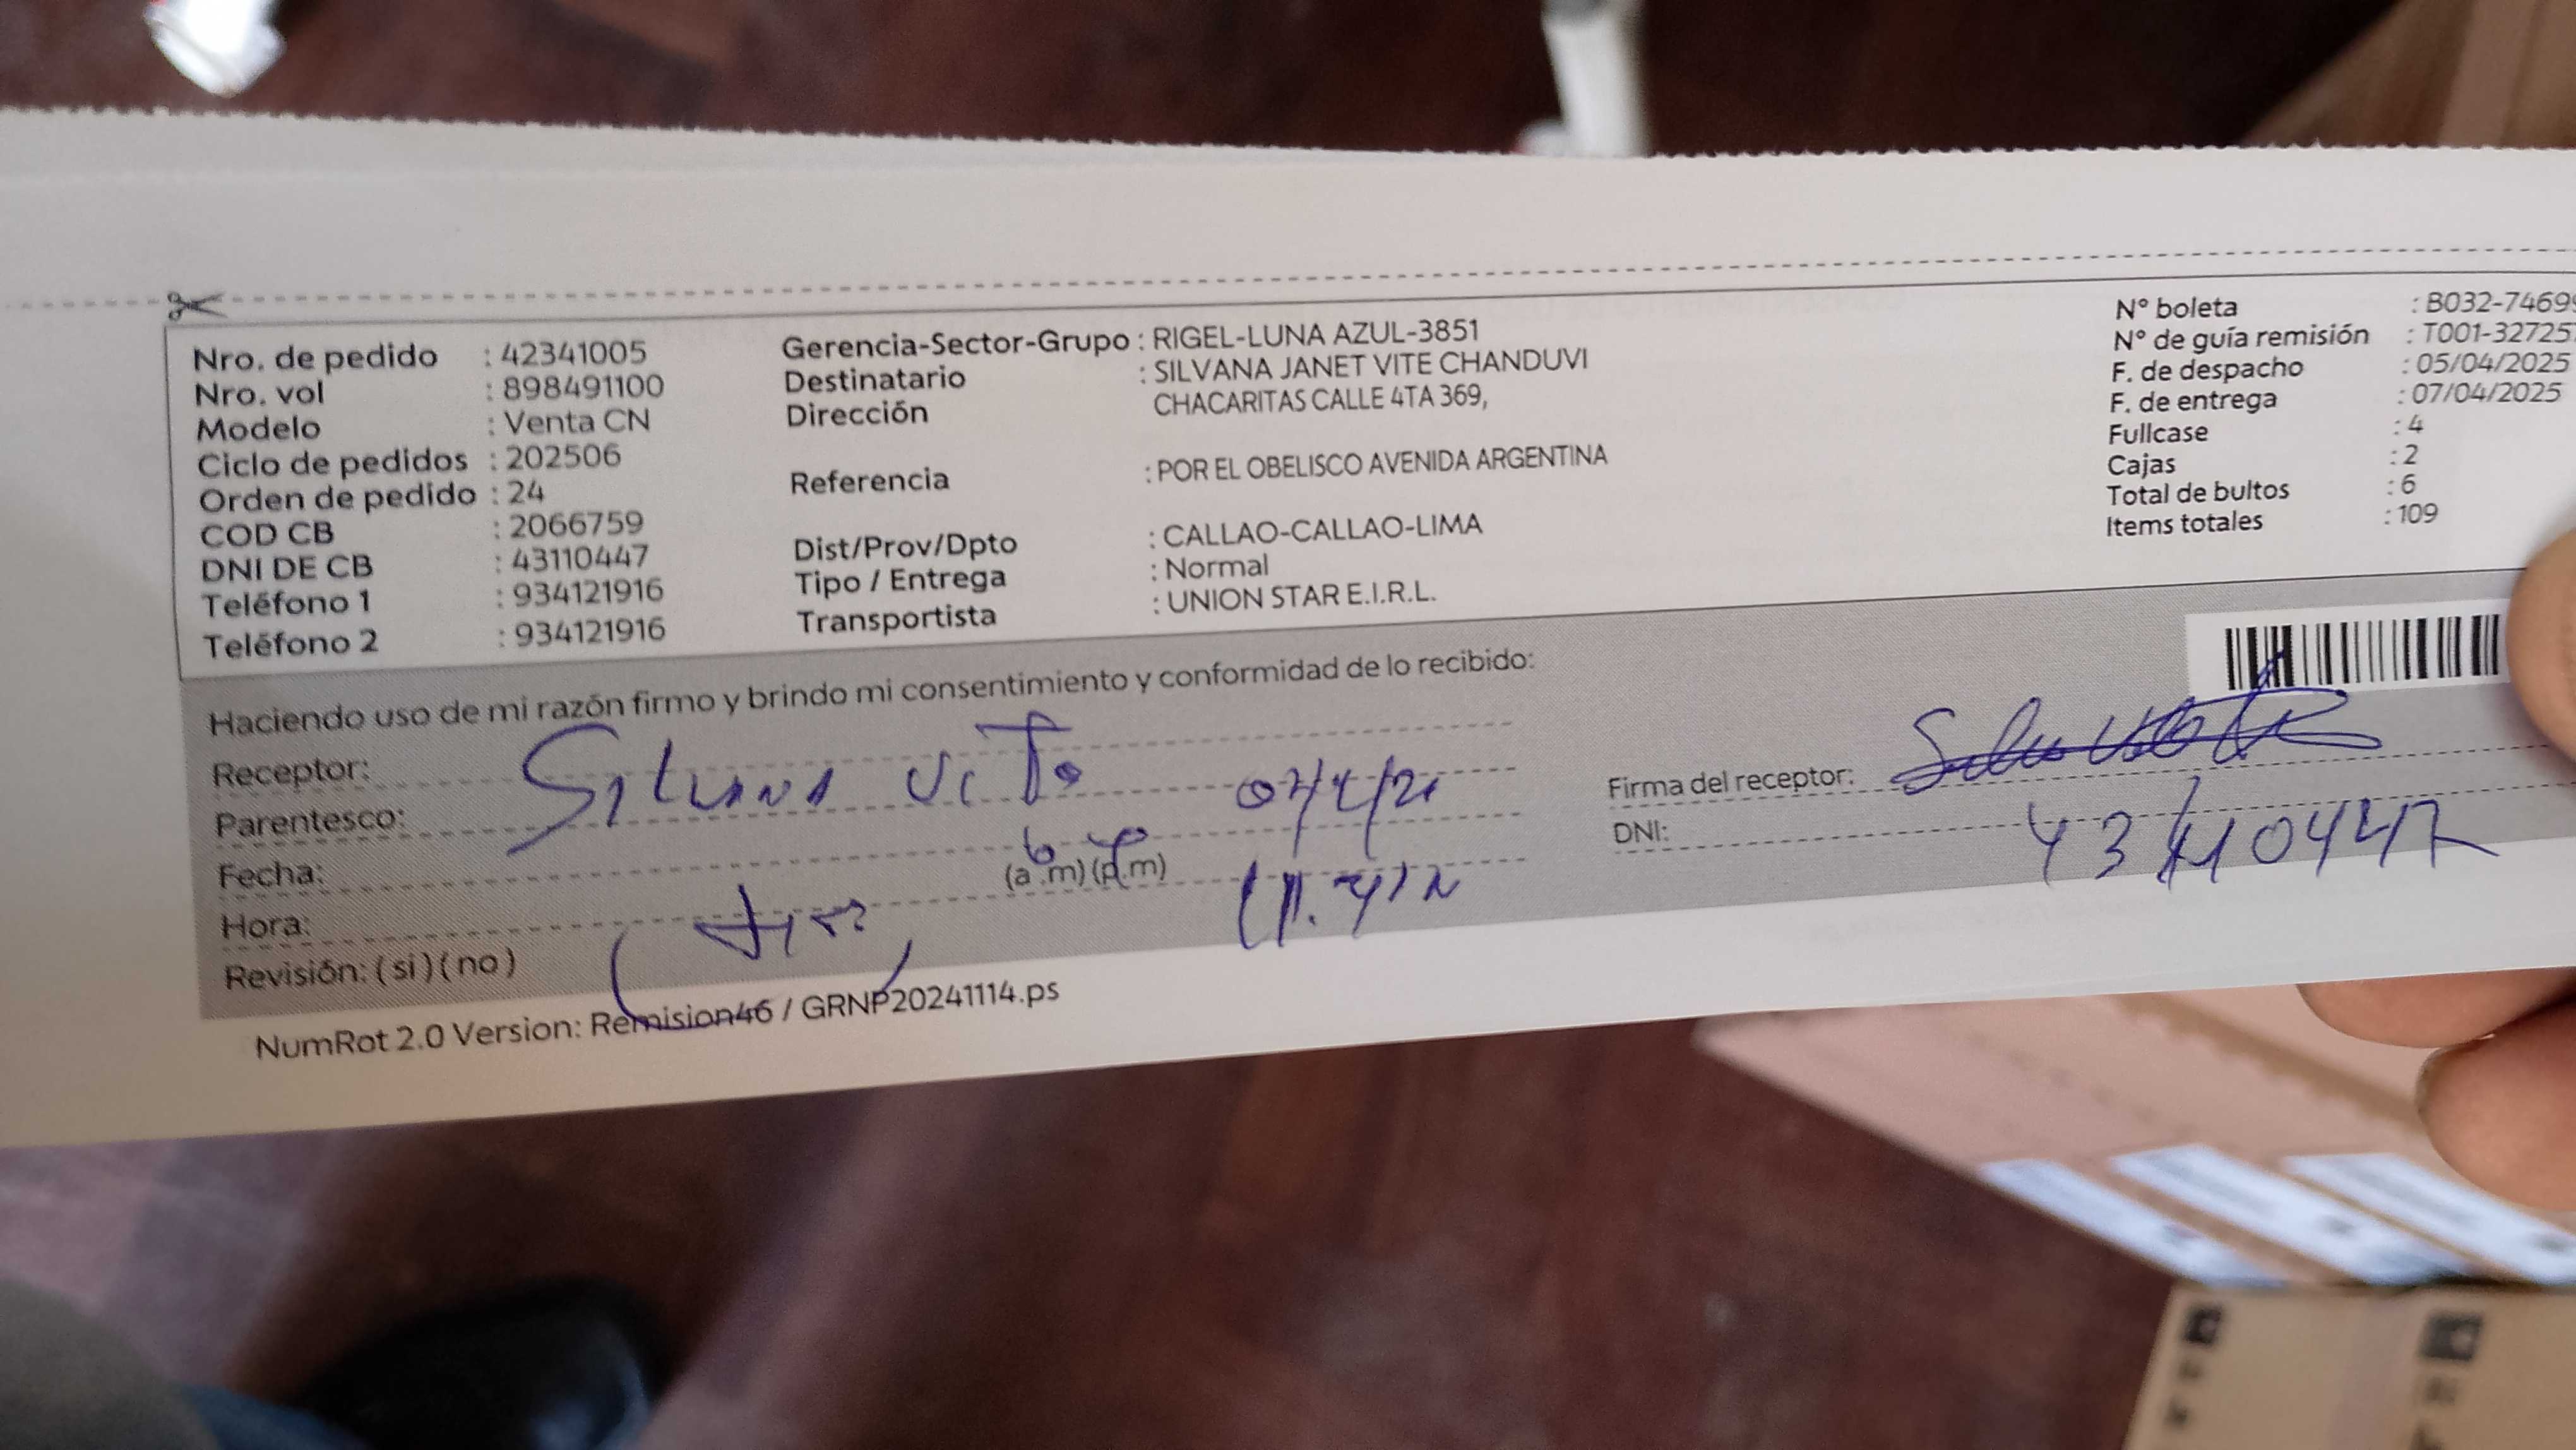 Nro. de pedido : 42341005
Nro. vol : 898491100
Modelo : Venta CN
Ciclo de pedidos : 202506
Orden de pedido : 24
COD CB : 2066759
DNI DE CB : 43110447
Teléfono 1 : 934121916
Teléfono 2 : 934121916
Gerencia-Sector-Grupo : RIGEL-LUNA AZUL-3851
Destinatario : SILVANA JANET VITE CHANDUVI
Dirección CHACARITAS CALLE 4TA 369,
Referencia : POR EL OBELISCO AVENIDA ARGENTINA
Dist/Prov/Dpto : CALLAO-CALLAO-LIMA
Tipo / Entrega : Normal
Transportista : UNION STAR E.I.R.L.
N° boleta : B032-7469
N° de guía remisión : T001-32725
F. de despacho : 05/04/2025
F. de entrega : 07/04/2025
Fullcase : 4
Cajas : 2
Total de bultos : 6
Items totales : 109
Haciendo uso de mi razón firmo y brindo mi consentimiento y conformidad de lo recibido:
Receptor: Silvana
Parentesco:
Fecha:
(a.m) (p.m)
Hora:
Revisión: (si) (no)
Firma del receptor:
DNI: 43110447
NumRot 2.0 Version: Remision46 / GRNP20241114.ps